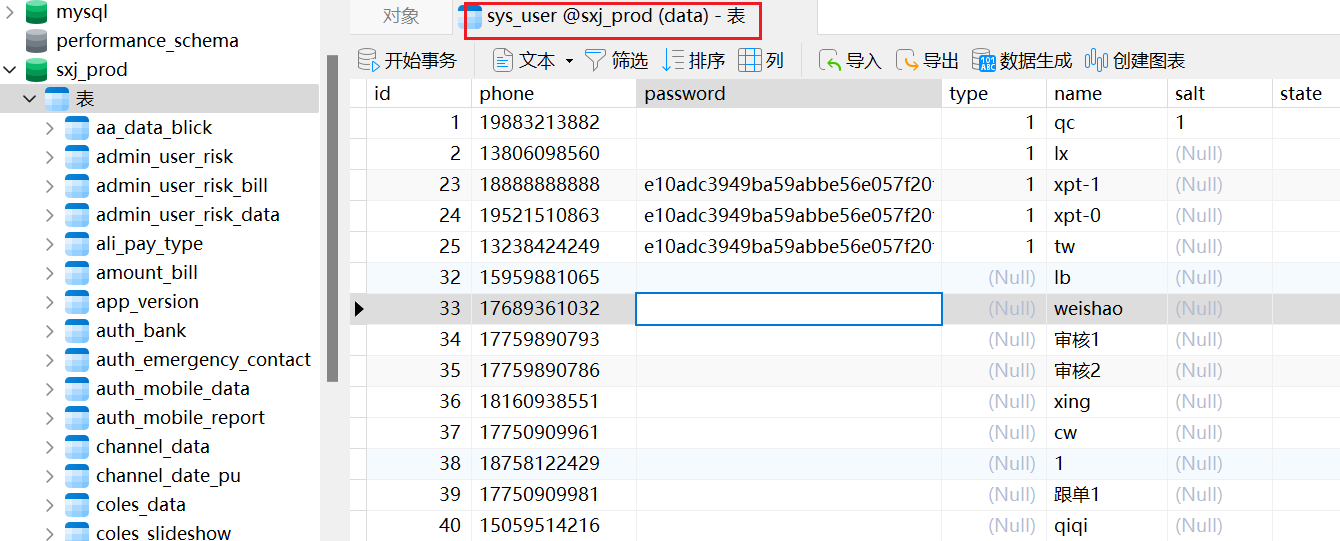 mysql
performance_schema
sxj_prod
表
aa_data_blick
admin_user_risk
admin_user_risk_bill
admin_user_risk_data
ali_pay_type
amount_bill
app_version
auth_bank
auth_emergency_contact
auth_mobile_data
auth_mobile_report
channel_data
channel_date_pu
coles_data
coles_slideshow
对象 sys_user @sxj_prod (data) - 表
开始事务 文本 筛选 排序 列 导入 导出 数据生成 创建图表
id phone password type name salt state
1 19883213882 1 qc 1
2 13806098560 1 lx (Null)
23 18888888888 e10adc3949ba59abbe56e057f20 1 xpt-1 (Null)
24 19521510863 e10adc3949ba59abbe56e057f20 1 xpt-0 (Null)
25 13238424249 e10adc3949ba59abbe56e057f20 1 tw (Null)
32 15959881065 (Null) lb (Null)
33 17689361032 (Null) weishao (Null)
34 17759890793 (Null) 审核1 (Null)
35 17759890786 (Null) 审核2 (Null)
36 18160938551 (Null) xing (Null)
37 17750909961 (Null) cw (Null)
38 18758122429 (Null) 1 (Null)
39 17750909981 (Null) 跟单1 (Null)
40 15059514216 (Null) qiqi (Null)